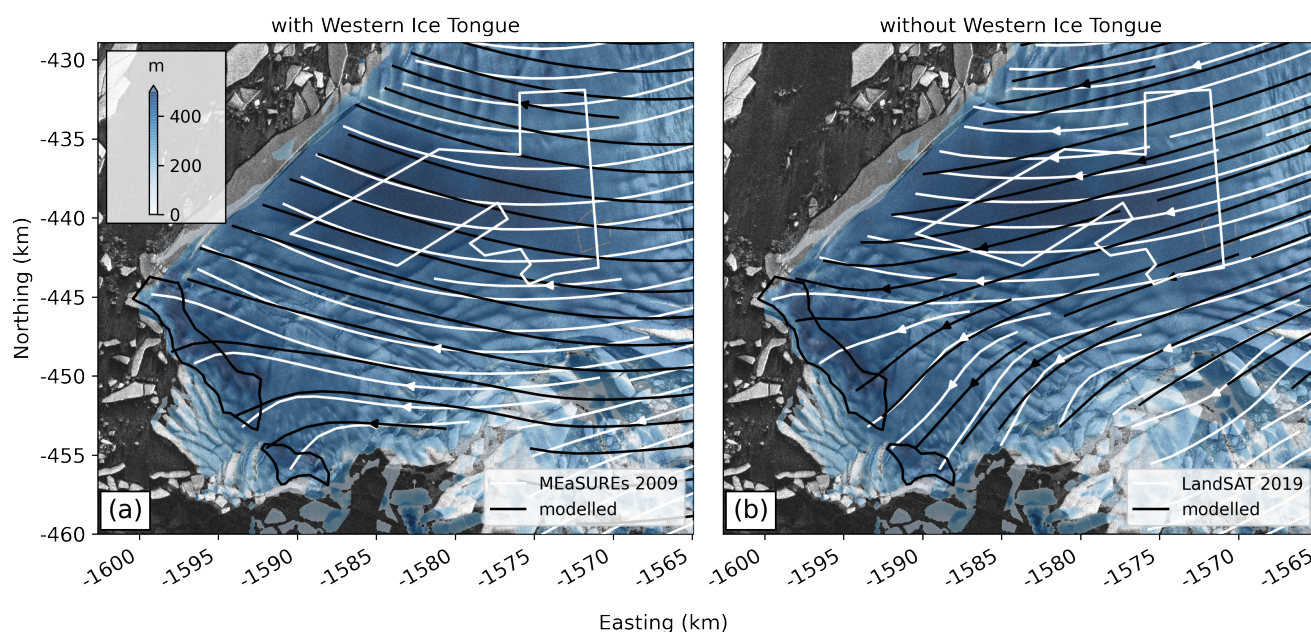 with Western Ice Tongue
without Western Ice Tongue
m
400
200
0
-430
-435
-440
-445
-450
-455
-460
Northing (km)
(a)
MEaSUREs 2009
modelled
(b)
LandSAT 2019
modelled
-1600
-1595
-1590
-1585
-1580
-1575
-1570
-1565
-1600
-1595
-1590
-1585
-1580
-1575
-1570
-1565
Easting (km)